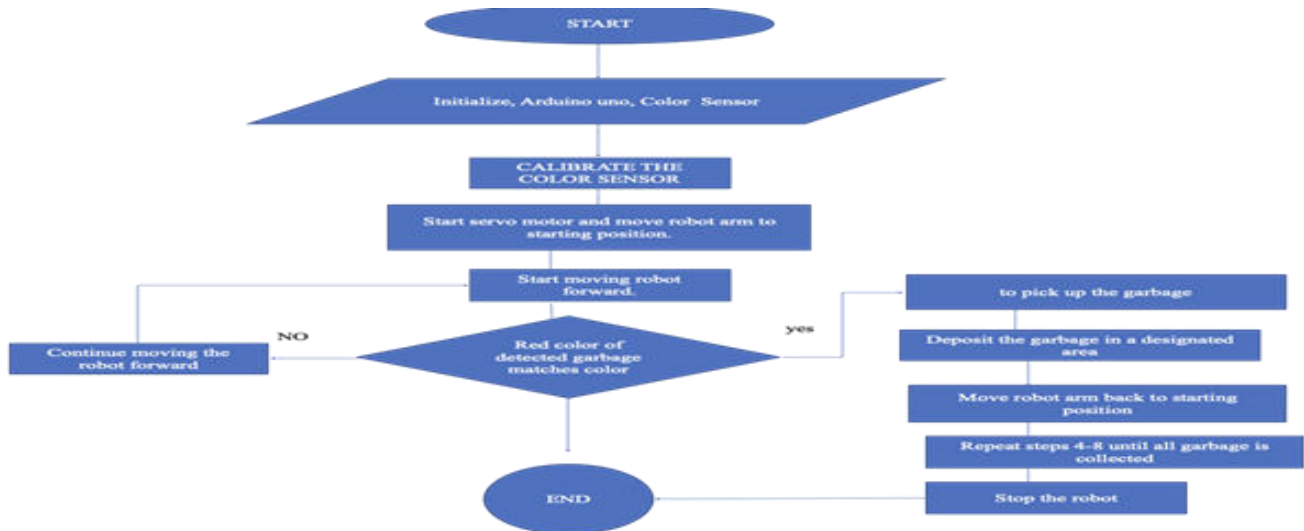 START
Initialize, Arduino uno, Color Sensor
CALIBRATE THE
COLOR SENSOR
Start servo motor and move robot arm to
starting position.
Start moving robot
forward.
NO
yes
Continue moving the
robot forward
Red color of
detected garbage
matches color
to pick up the garbage
Deposit the garbage in a designated
area
Move robot arm back to starting
position
Repeat steps 4-8 until all garbage is
collected
Stop the robot
END